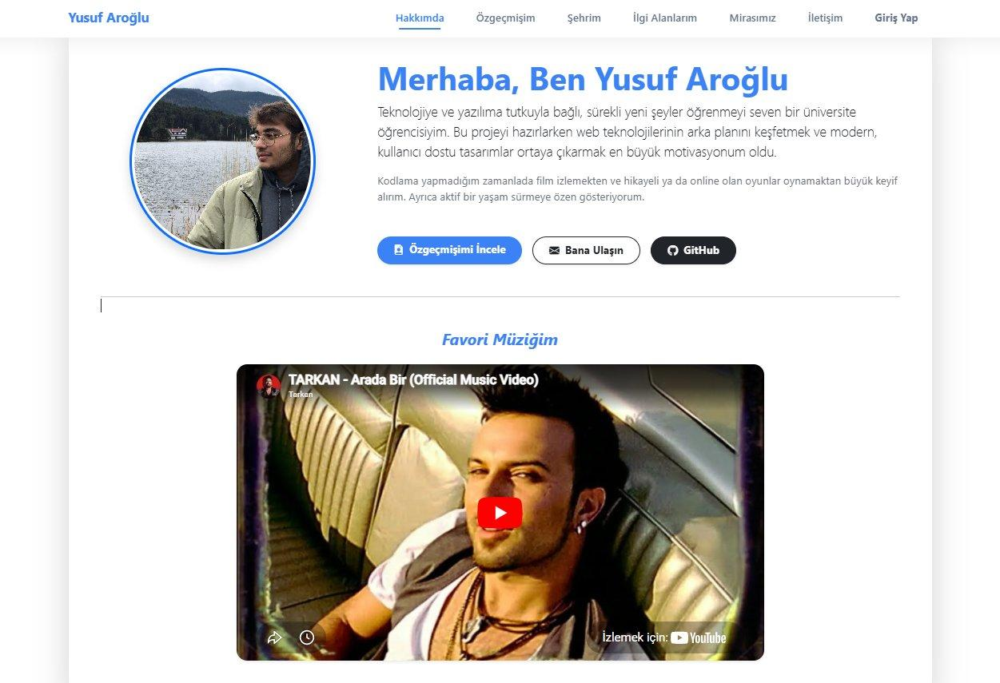 Yusuf Aroğlu
Hakkımda
Özgeçmişim
Şehrim
İlgi Alanlarım
Mirasımız
İletişim
Giriş Yap
Merhaba, Ben Yusuf Aroğlu
Teknolojiye ve yazılıma tutkuyla bağlı, sürekli yeni şeyler öğrenmeyi seven bir üniversite
öğrencisiyim. Bu projeyi hazırlarken web teknolojilerinin arka planını keşfetmek ve modern,
kullanıcı dostu tasarımlar ortaya çıkarmak en büyük motivasyonum oldu.
Kodlama yapmadığım zamanlada film izlemekten ve hikayeli ya da online olan oyunlar oynamaktan büyük keyif
alırım. Ayrıca aktif bir yaşam sürmeye özen gösteriyorum.
Özgeçmişimi İncele
Bana Ulaşın
GitHub
Favori Müziğim
TARKAN - Arada Bir (Official Music Video)
Tarkan
İzlemek için: YouTube